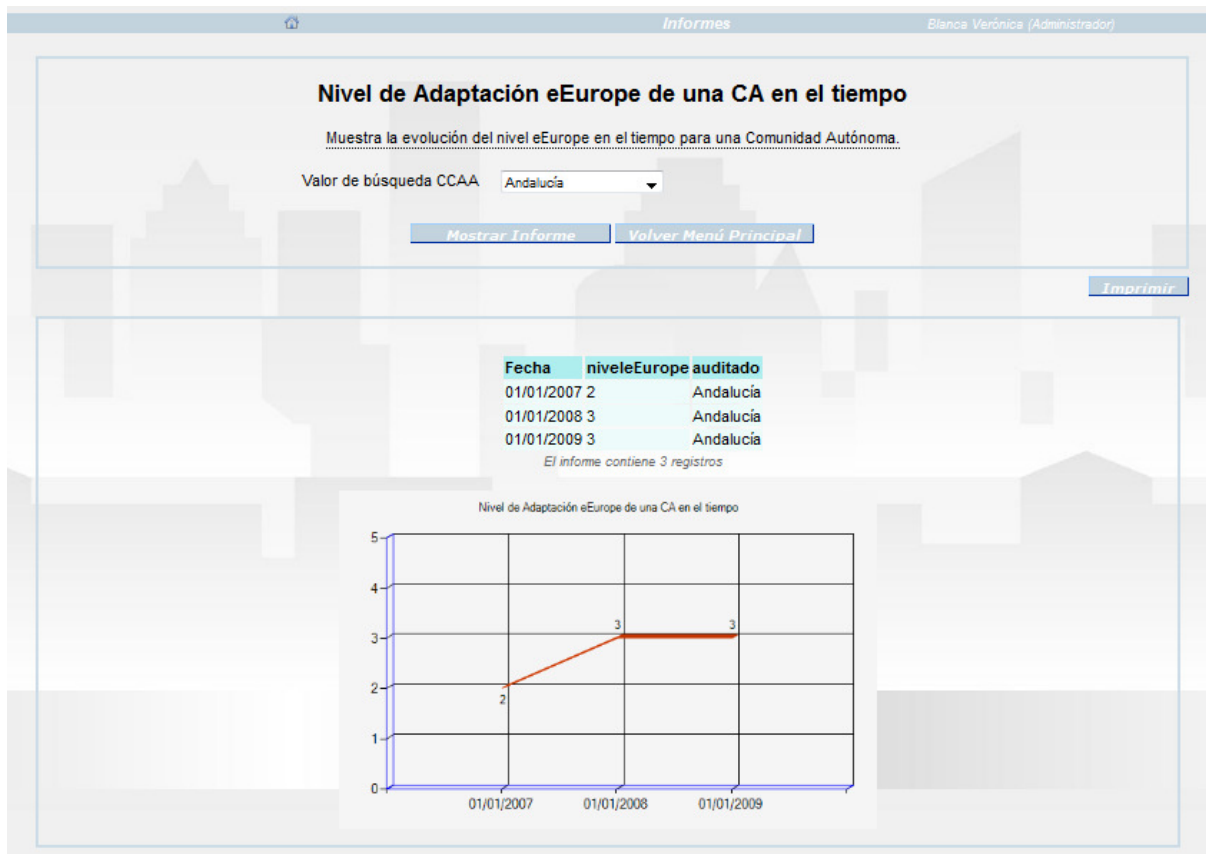 Informes Blanca Verónica (Administrador)
Nivel de Adaptación eEurope de una CA en el tiempo
Muestra la evolución del nivel eEurope en el tiempo para una Comunidad Autónoma.
Valor de búsqueda CCAA Andalucía
Mostrar Informe Volver Menú Principal
Imprimir
Fecha niveleEurope auditado
01/01/2007 2 Andalucía
01/01/2008 3 Andalucía
01/01/2009 3 Andalucía
El informe contiene 3 registros
Nivel de Adaptación eEurope de una CA en el tiempo
5
4
3 3 3
2 2
1
0
01/01/2007 01/01/2008 01/01/2009